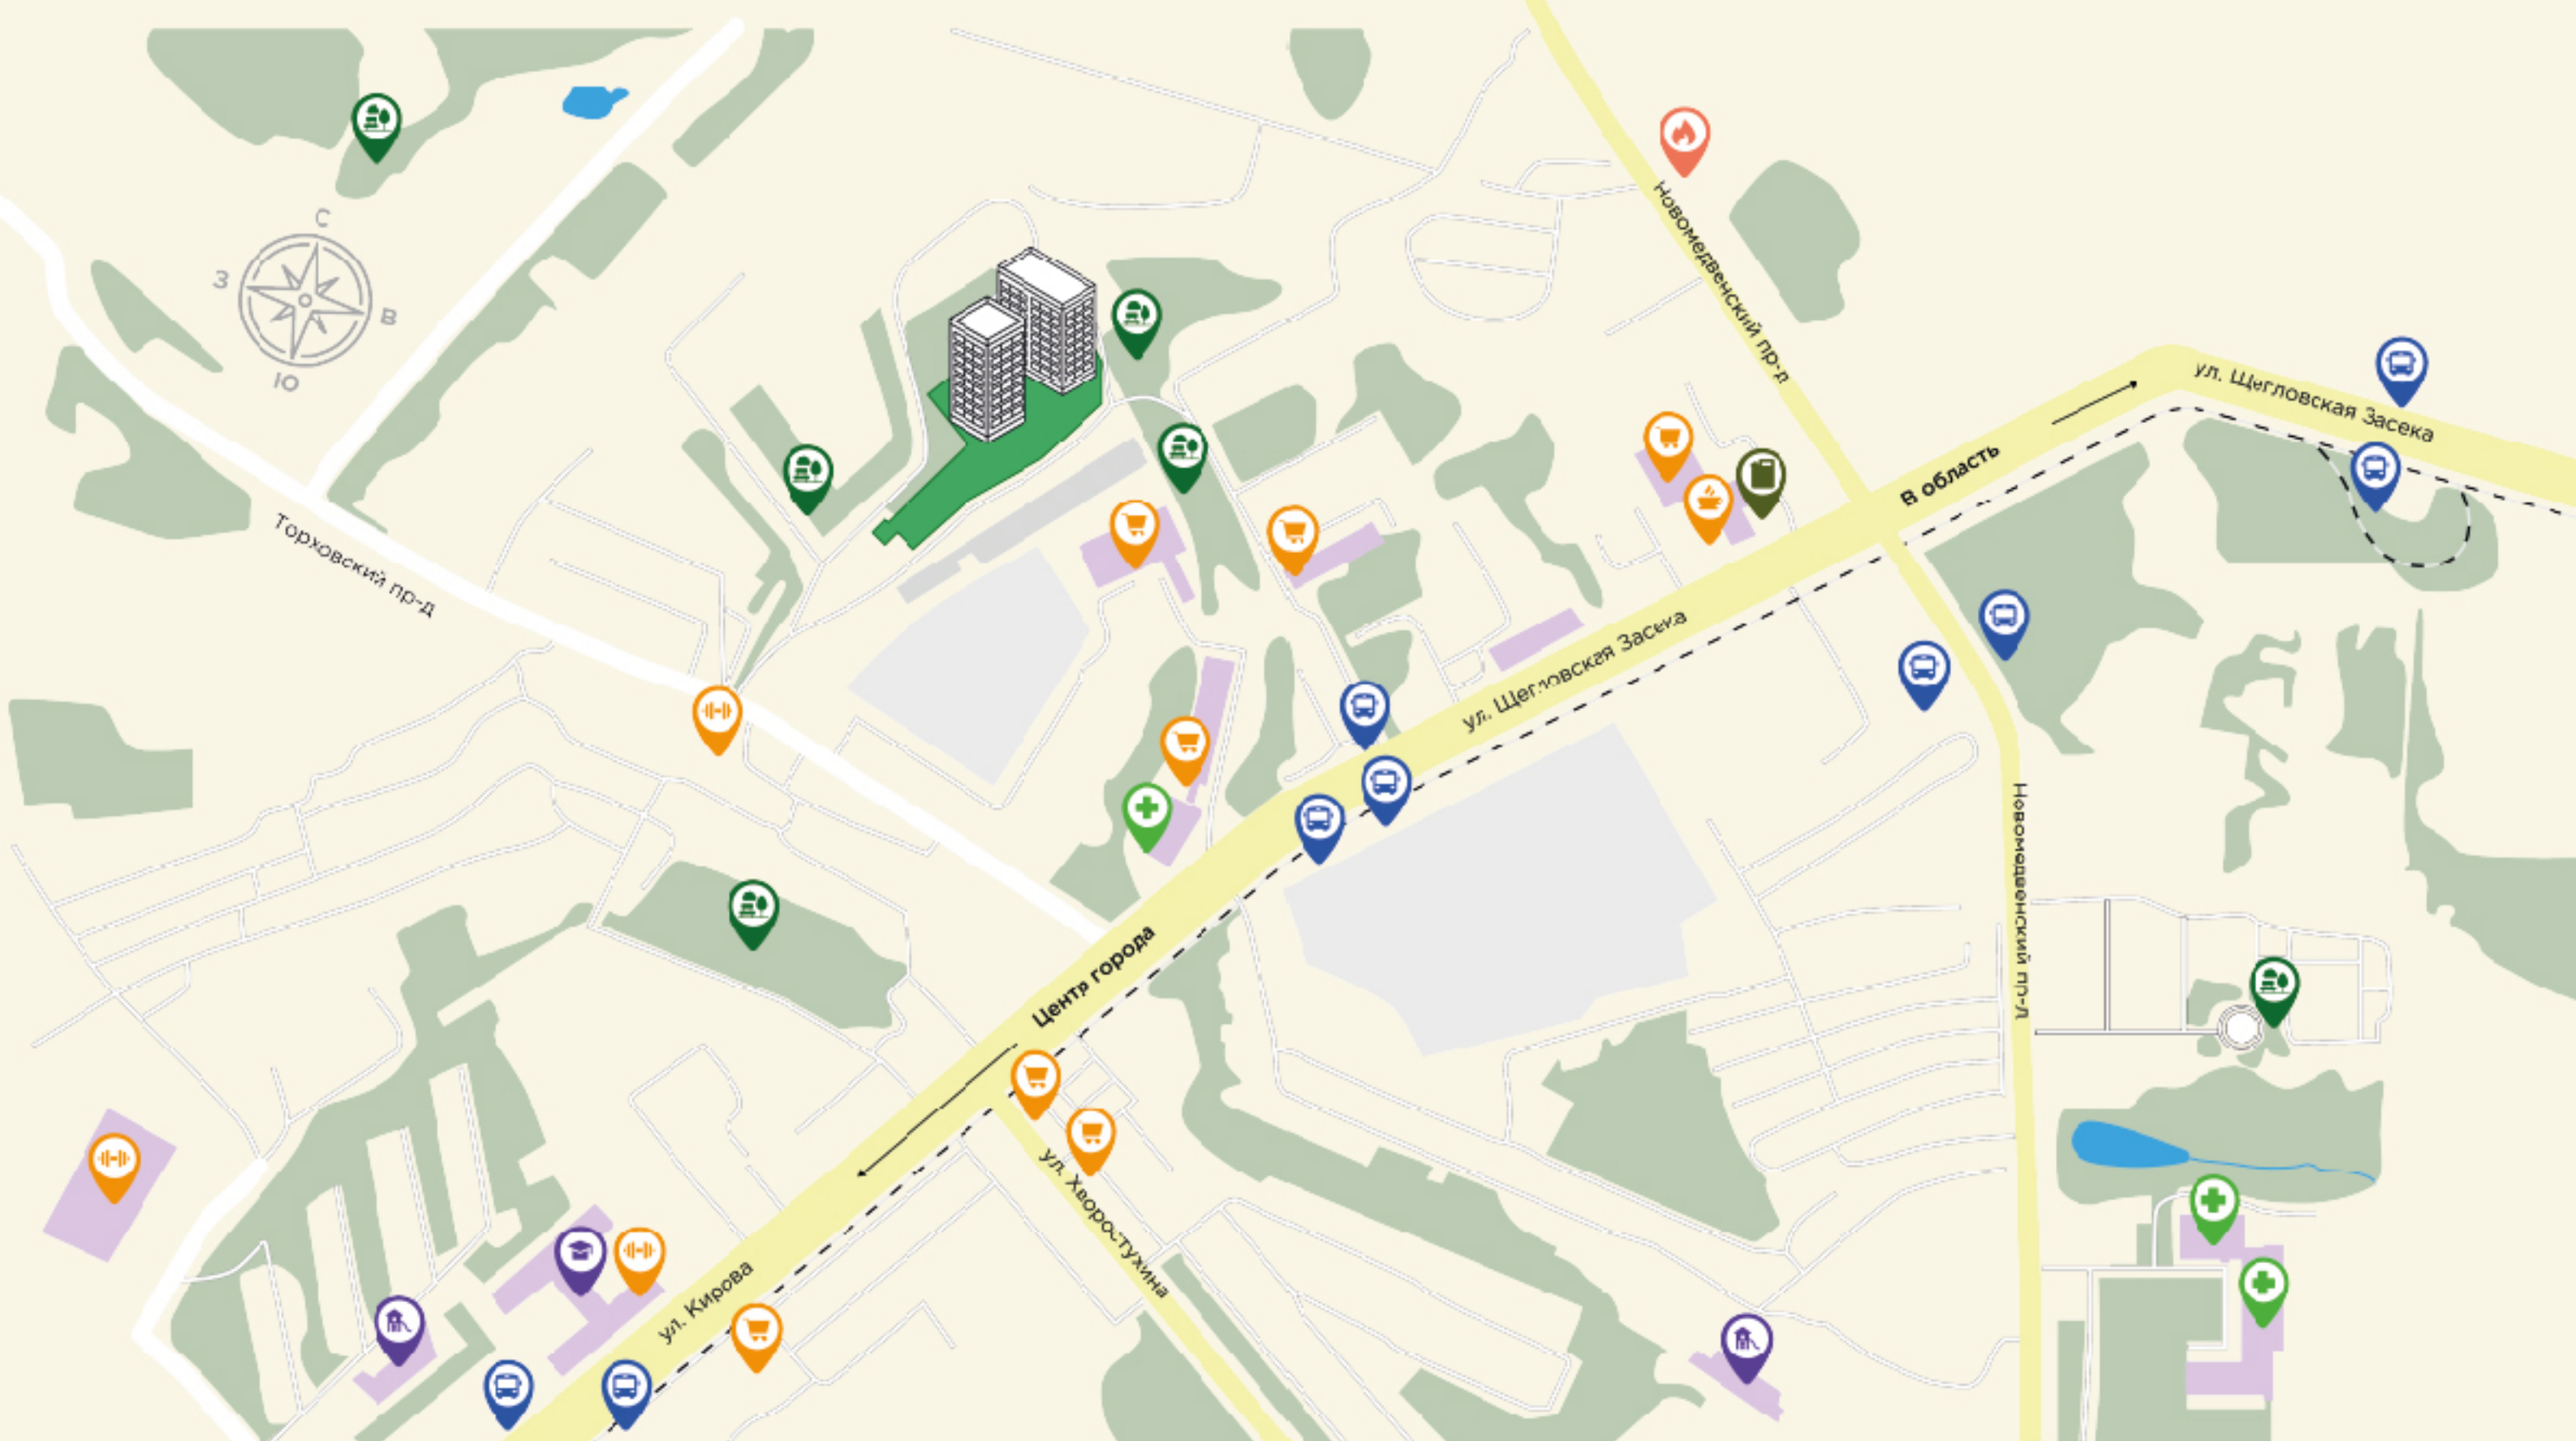 С
З
В
Ю
Новомедвенский пр-д
ул. Щегловская Засека
В область
Торховский пр-д
ул. Щегловская Засека
Новомедвенский пр-д
Центр города
ул. Хворостухина
ул. Кирова